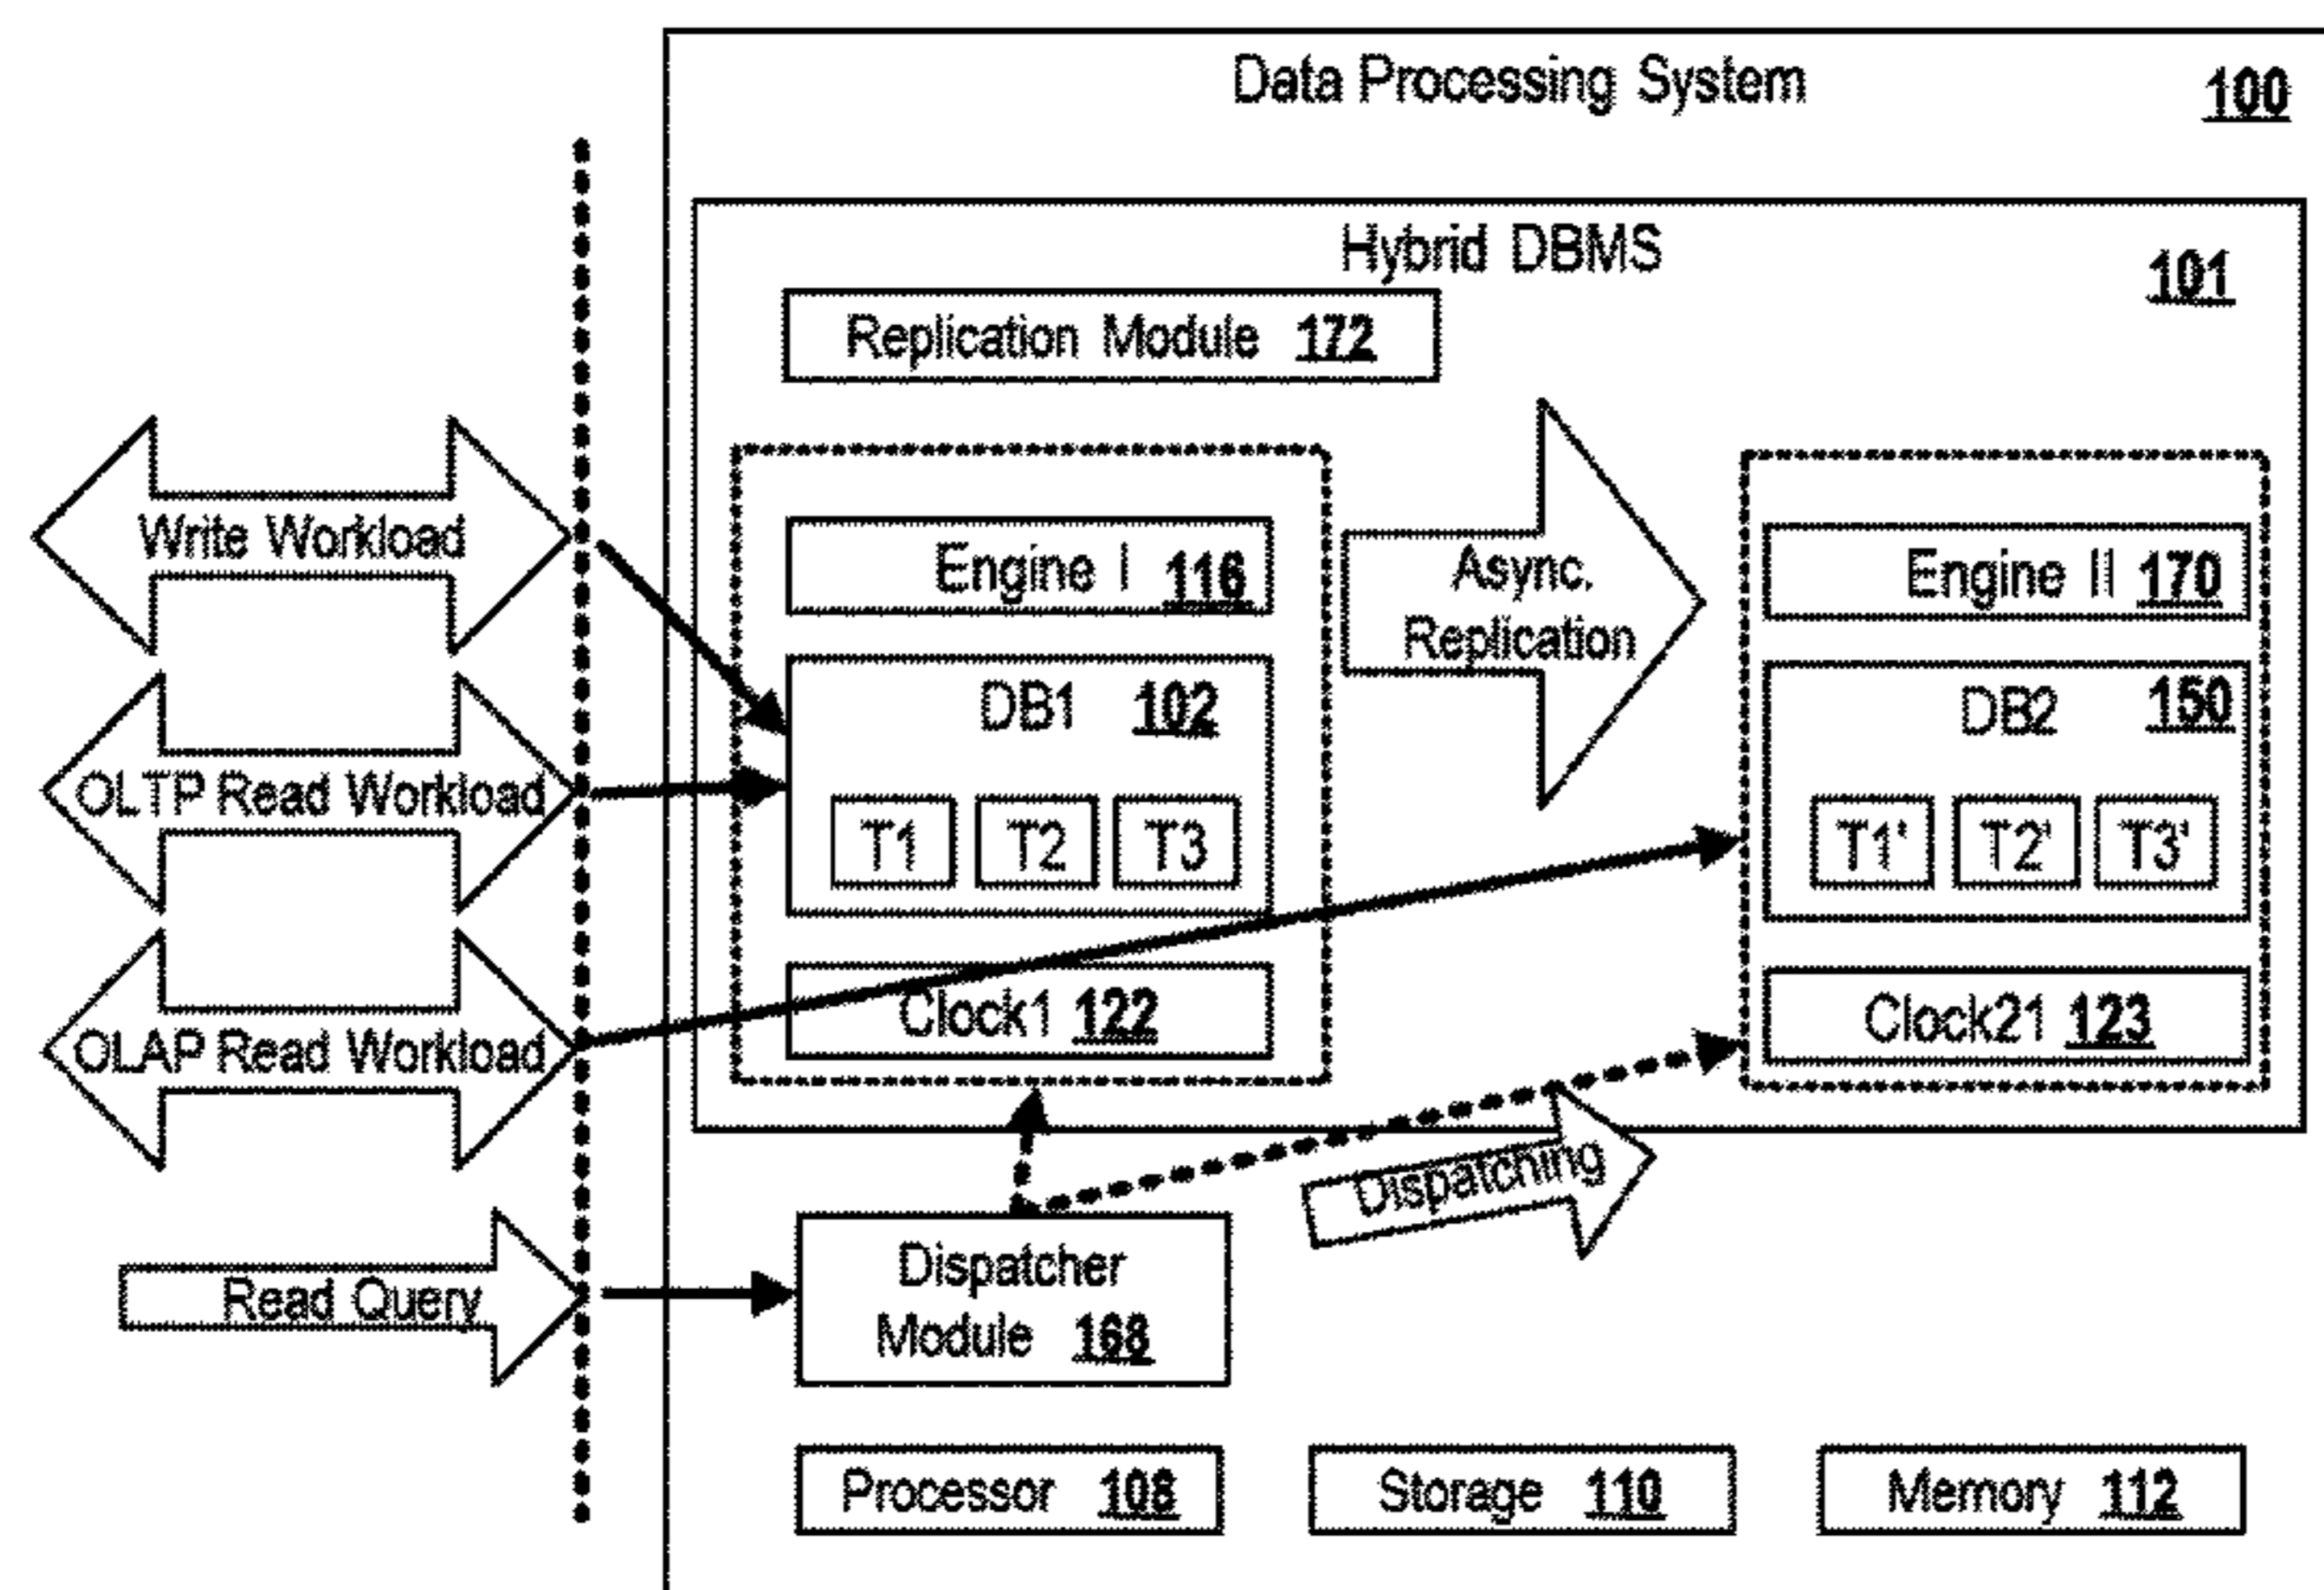 Data Processing System 100
Hybrid DBMS 101
Replication Module 172
Write Workload
OLTP Read Workload
OLAP Read Workload
Read Query
Engine I 116
DB1 102
T1 T2 T3
Clock1 122
Async.
Replication
Engine II 170
DB2 150
T1' T2' T3'
Clock21 123
Dispatching
Dispatcher
Module 168
Processor 108
Storage 110
Memory 112